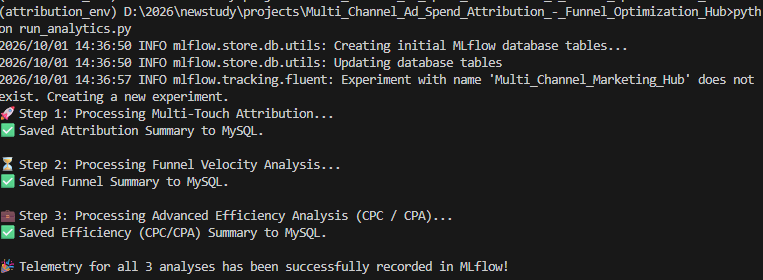 (attribution_env) D:\2026\newstudy\projects\Multi_Channel_Ad_Spend_Attribution_-_Funnel_Optimization_Hub>pyth
on run_analytics.py
2026/10/01 14:36:50 INFO mlflow.store.db.utils: Creating initial MLflow database tables...
2026/10/01 14:36:50 INFO mlflow.store.db.utils: Updating database tables
2026/10/01 14:36:57 INFO mlflow.tracking.fluent: Experiment with name 'Multi_Channel_Marketing_Hub' does not
exist. Creating a new experiment.
🚀 Step 1: Processing Multi-Touch Attribution...
✅ Saved Attribution Summary to MySQL.
⏳ Step 2: Processing Funnel Velocity Analysis...
✅ Saved Funnel Summary to MySQL.
💼 Step 3: Processing Advanced Efficiency Analysis (CPC / CPA)...
✅ Saved Efficiency (CPC/CPA) Summary to MySQL.
🎉 Telemetry for all 3 analyses has been successfully recorded in MLflow!